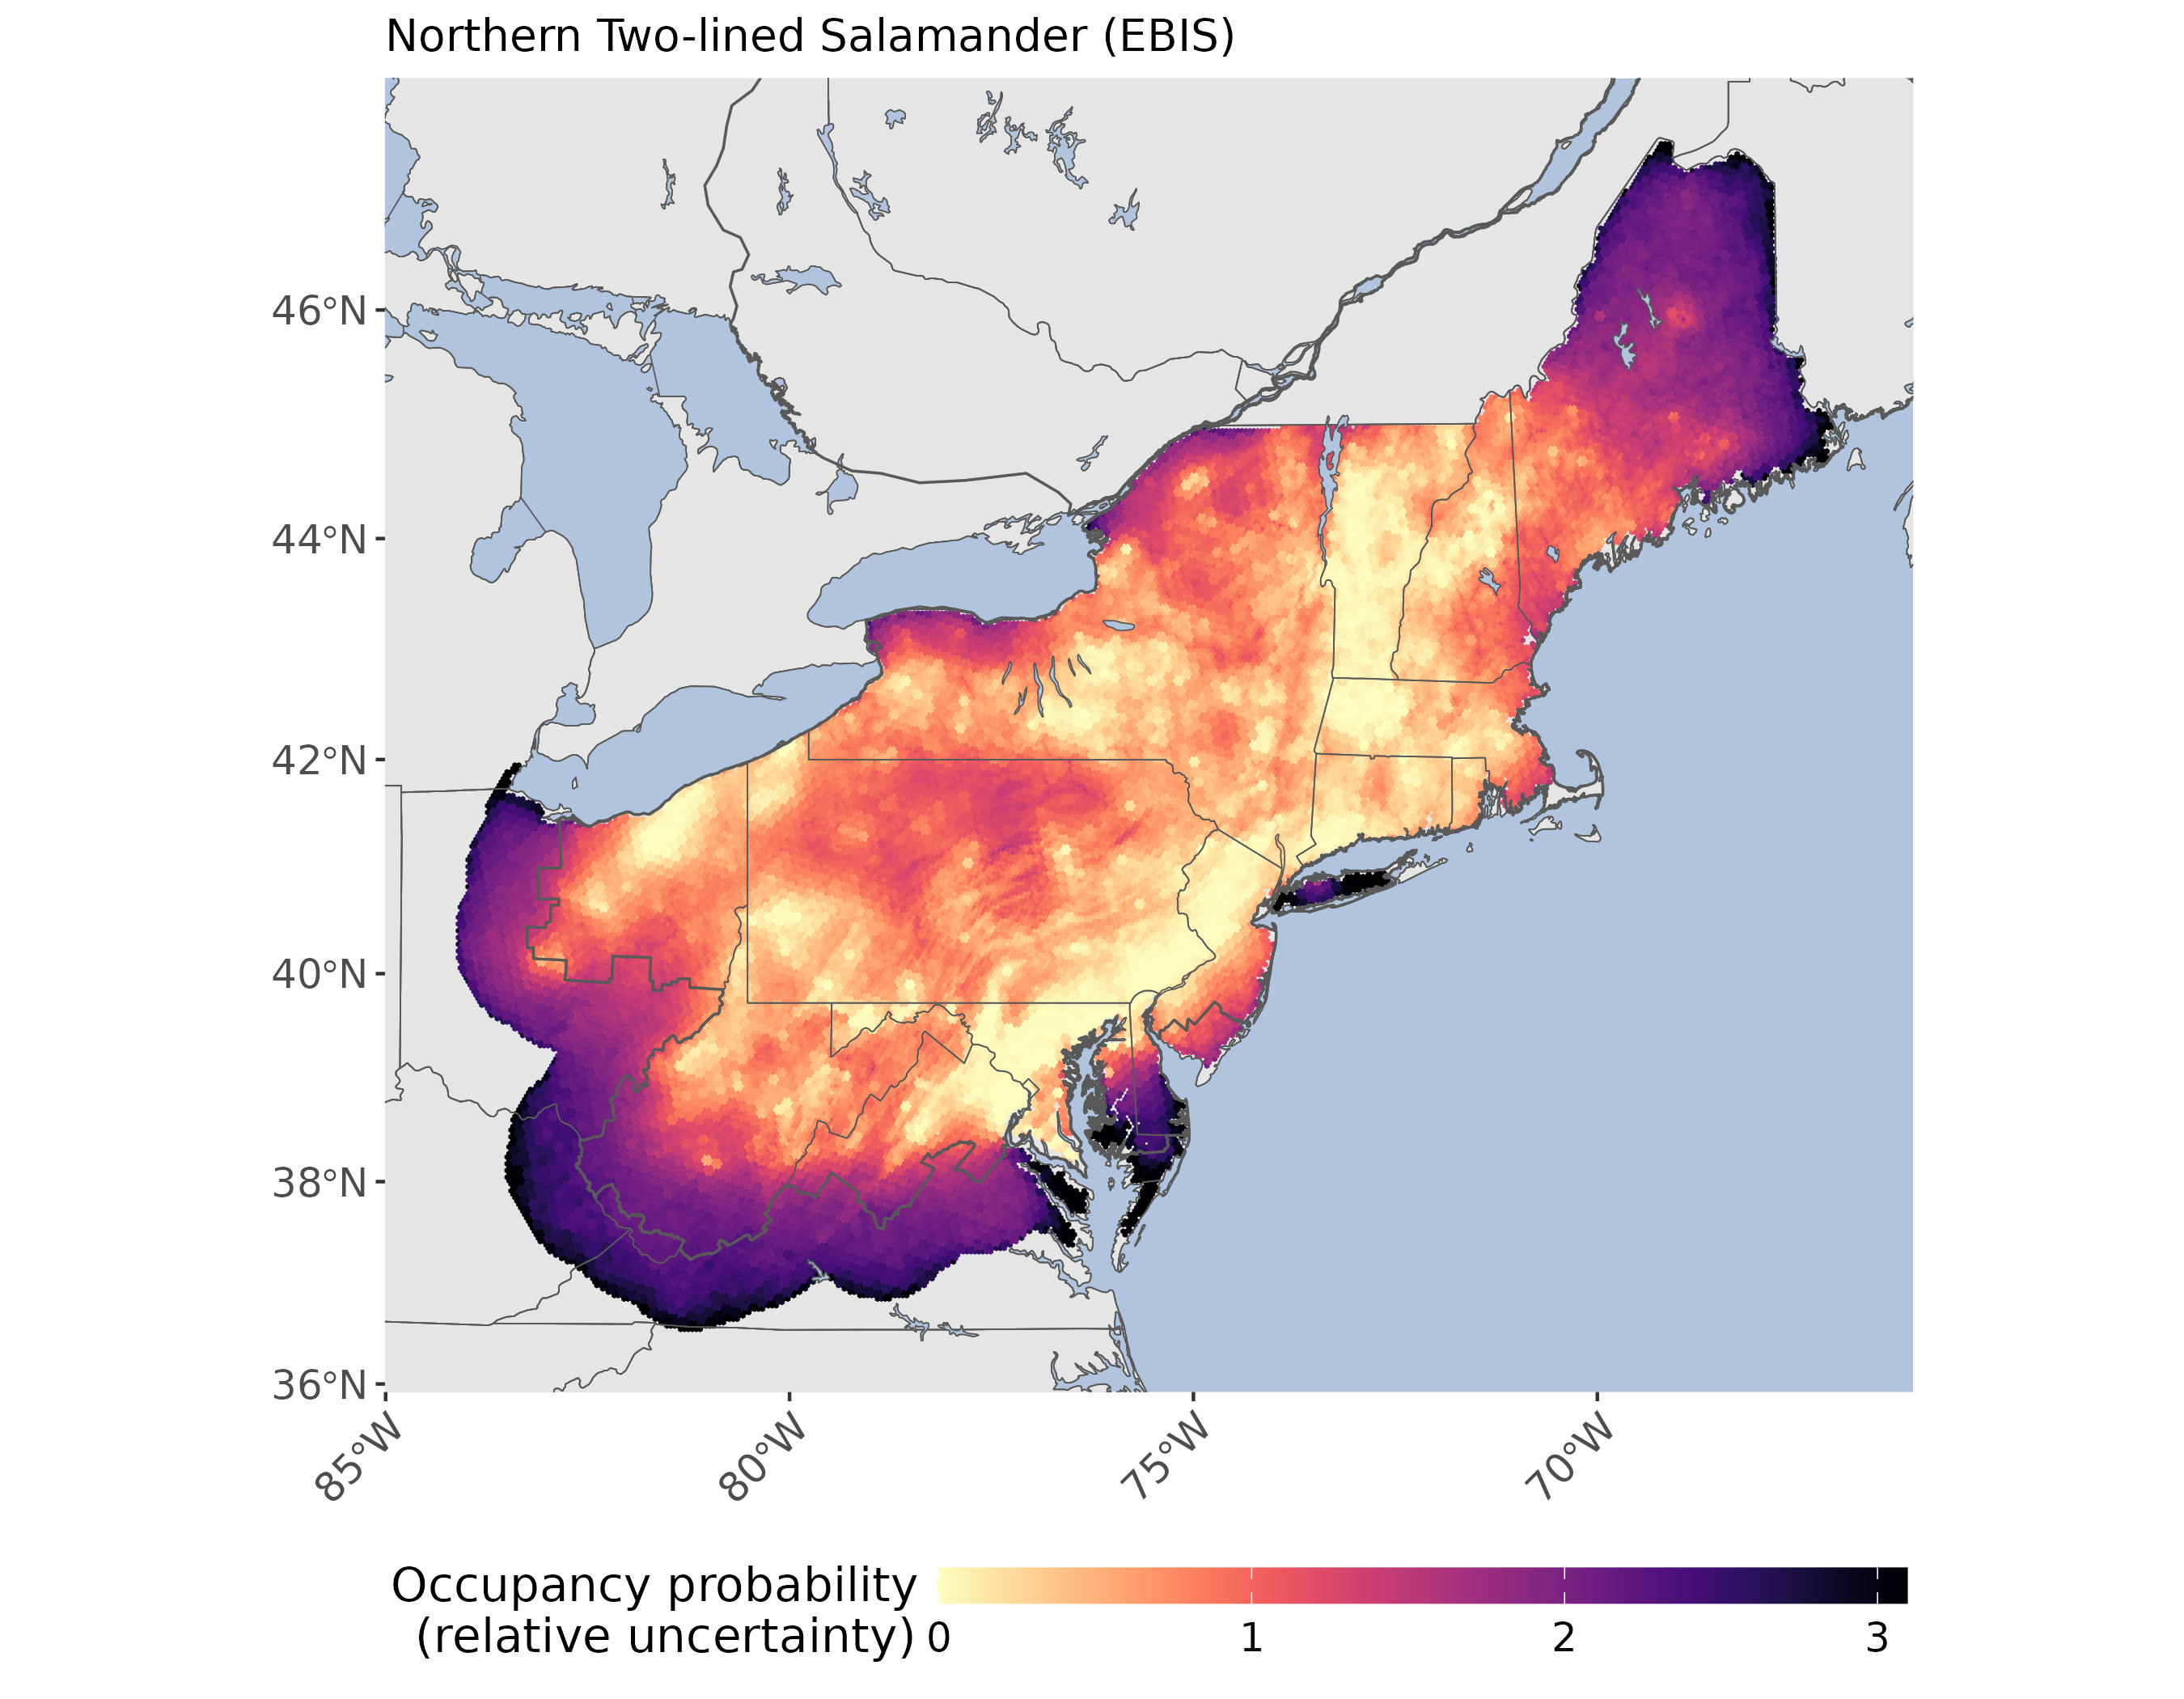 Northern Two-lined Salamander (EBIS)
46°N
44°N
42°N
40°N
38°N
36°N
85°W 80°W 75°W 70°W
Occupancy probability
(relative uncertainty)
0 1 2 3